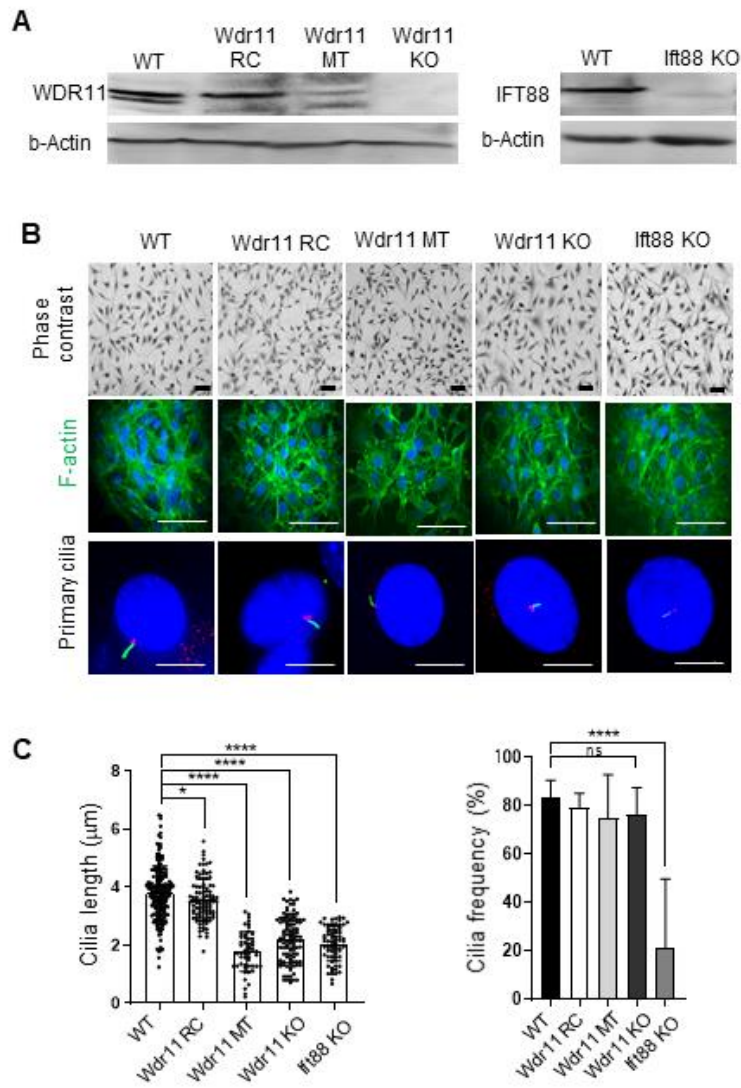 A
WT
Wdr11 RC
Wdr11 MT
Wdr11 KO
WDR11
b-Actin
WT
Ift88 KO
IFT88
b-Actin
B
WT
Wdr11 RC
Wdr11 MT
Wdr11 KO
Ift88 KO
Phase contrast
F-actin
Primary cilia
C
****
****
****
*
Cilia length (μm)
8
6
4
2
0
WT
Wdr11 RC
Wdr11 MT
Wdr11 KO
Ift88 KO
****
ns
Cilia frequency (%)
100
80
60
40
20
0
WT
Wdr11 RC
Wdr11 MT
Wdr11 KO
Ift88 KO